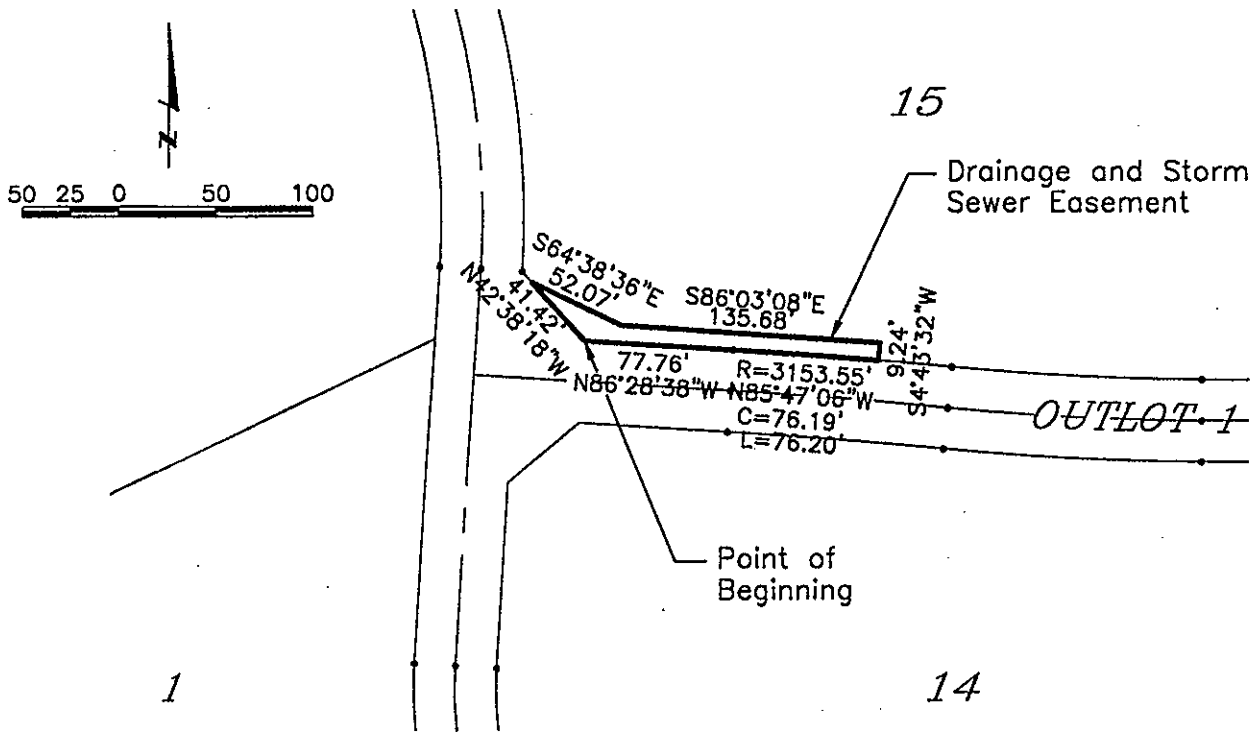 15
N
Drainage and Storm
Sewer Easement
50 25 0 50 100
S64°38'36"E
52.07'
N42°38'18"W
41.42'
S86°03'08"E
135.68'
9.24'
S4°43'32"W
77.76'
N86°28'38"W
R=3153.55'
N85°47'06"W
C=76.19'
L=76.20'
OUTLOT 1
Point of
Beginning
1
14